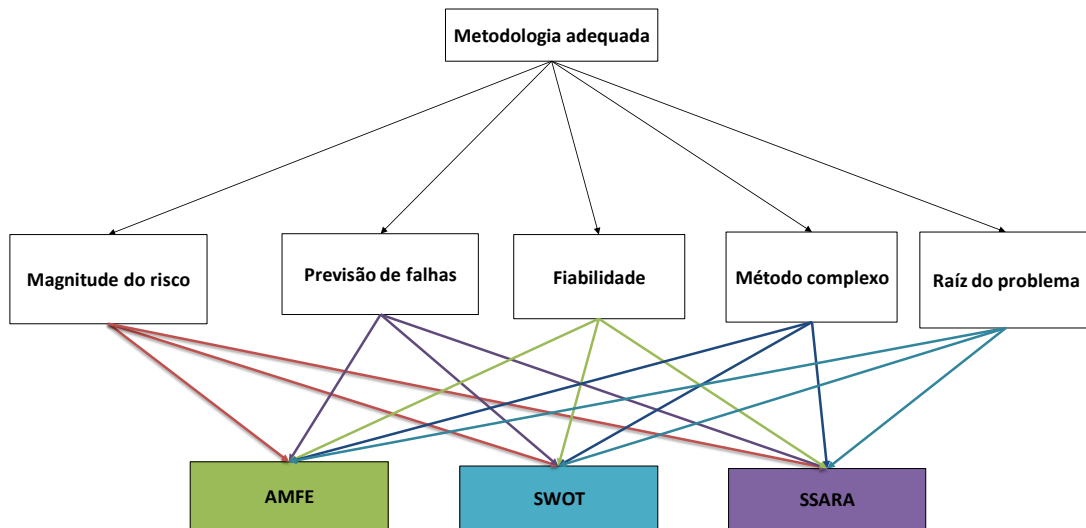 Metodologia adequada
Magnitude do risco
Previsão de falhas
Fiabilidade
Método complexo
Raíz do problema
AMFE
SWOT
SSARA